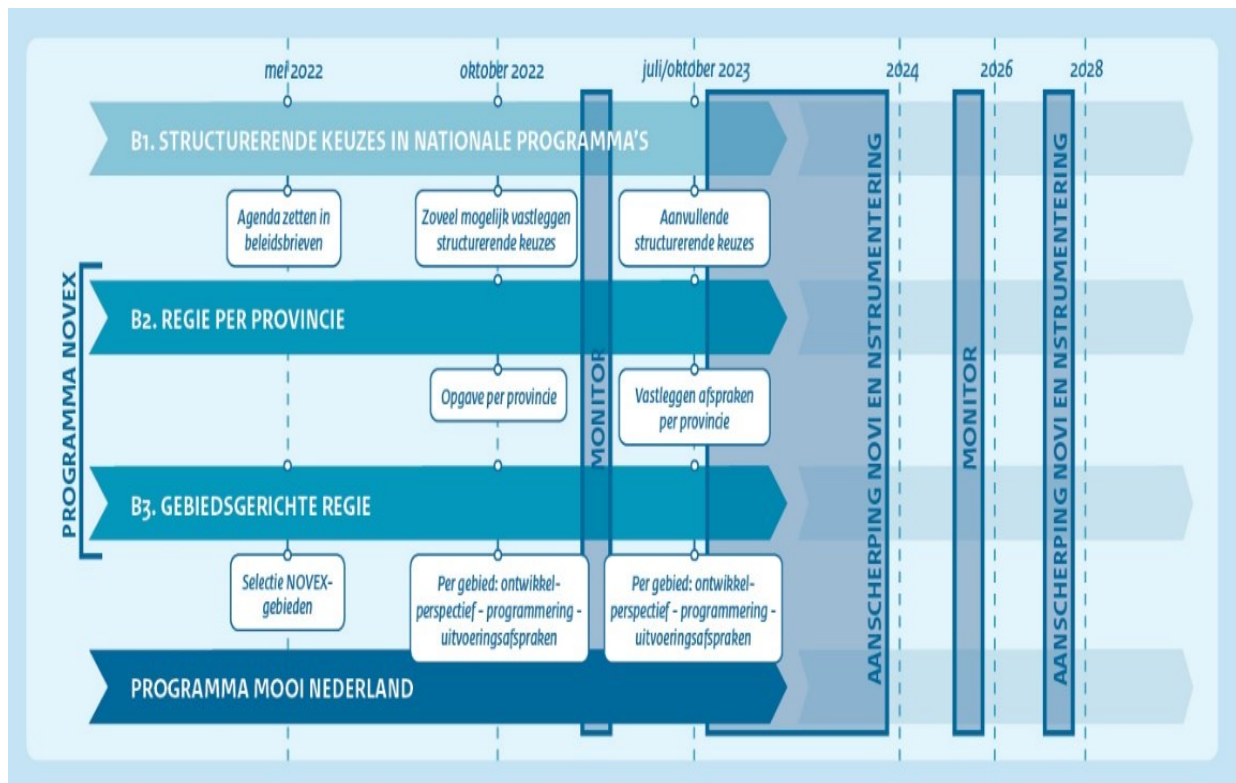 mei 2022
oktober 2022
juli/oktober 2023
2024
2026
2028
B1. STRUCTURERENDE KEUZES IN NATIONALE PROGRAMMA'S
Agenda zetten in
beleidsbrieven
Zoveel mogelijk vastleggen
structurerende keuzes
Aanvullende
structurerende keuzes
PROGRAMMA NOVEX
B2. REGIE PER PROVINCIE
Opgave per provincie
Vastleggen afspraken
per provincie
B3. GEBIEDSGERICHTE REGIE
Selectie NOVEX-
gebieden
Per gebied: ontwikkel-
perspectief - programmering -
uitvoeringsafspraken
Per gebied: ontwikkel-
perspectief - programmering -
uitvoeringsafspraken
PROGRAMMA MOOI NEDERLAND
MONITOR
AANSCHERPING NOVI EN NSTRUMENTERING
MONITOR
AANSCHERPING NOVI EN NSTRUMENTERING